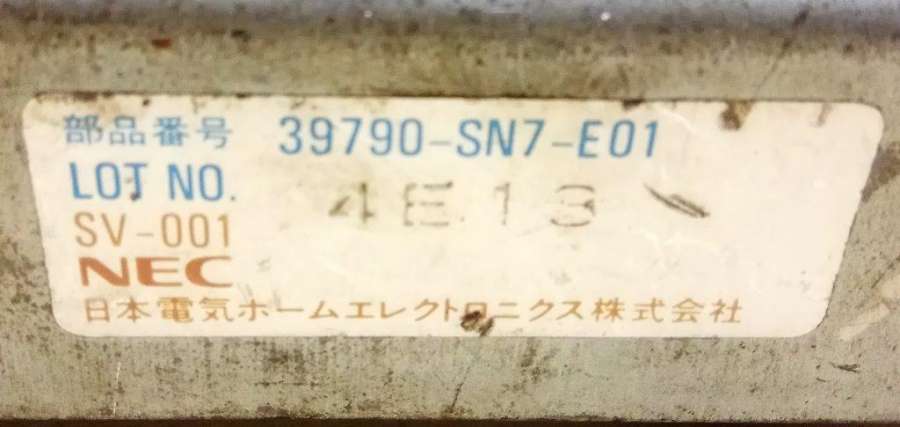 部品番号 39790-SN7-E01
LOT NO. 4E13
SV-001
NEC
日本電気ホームエレクトロニクス株式会社